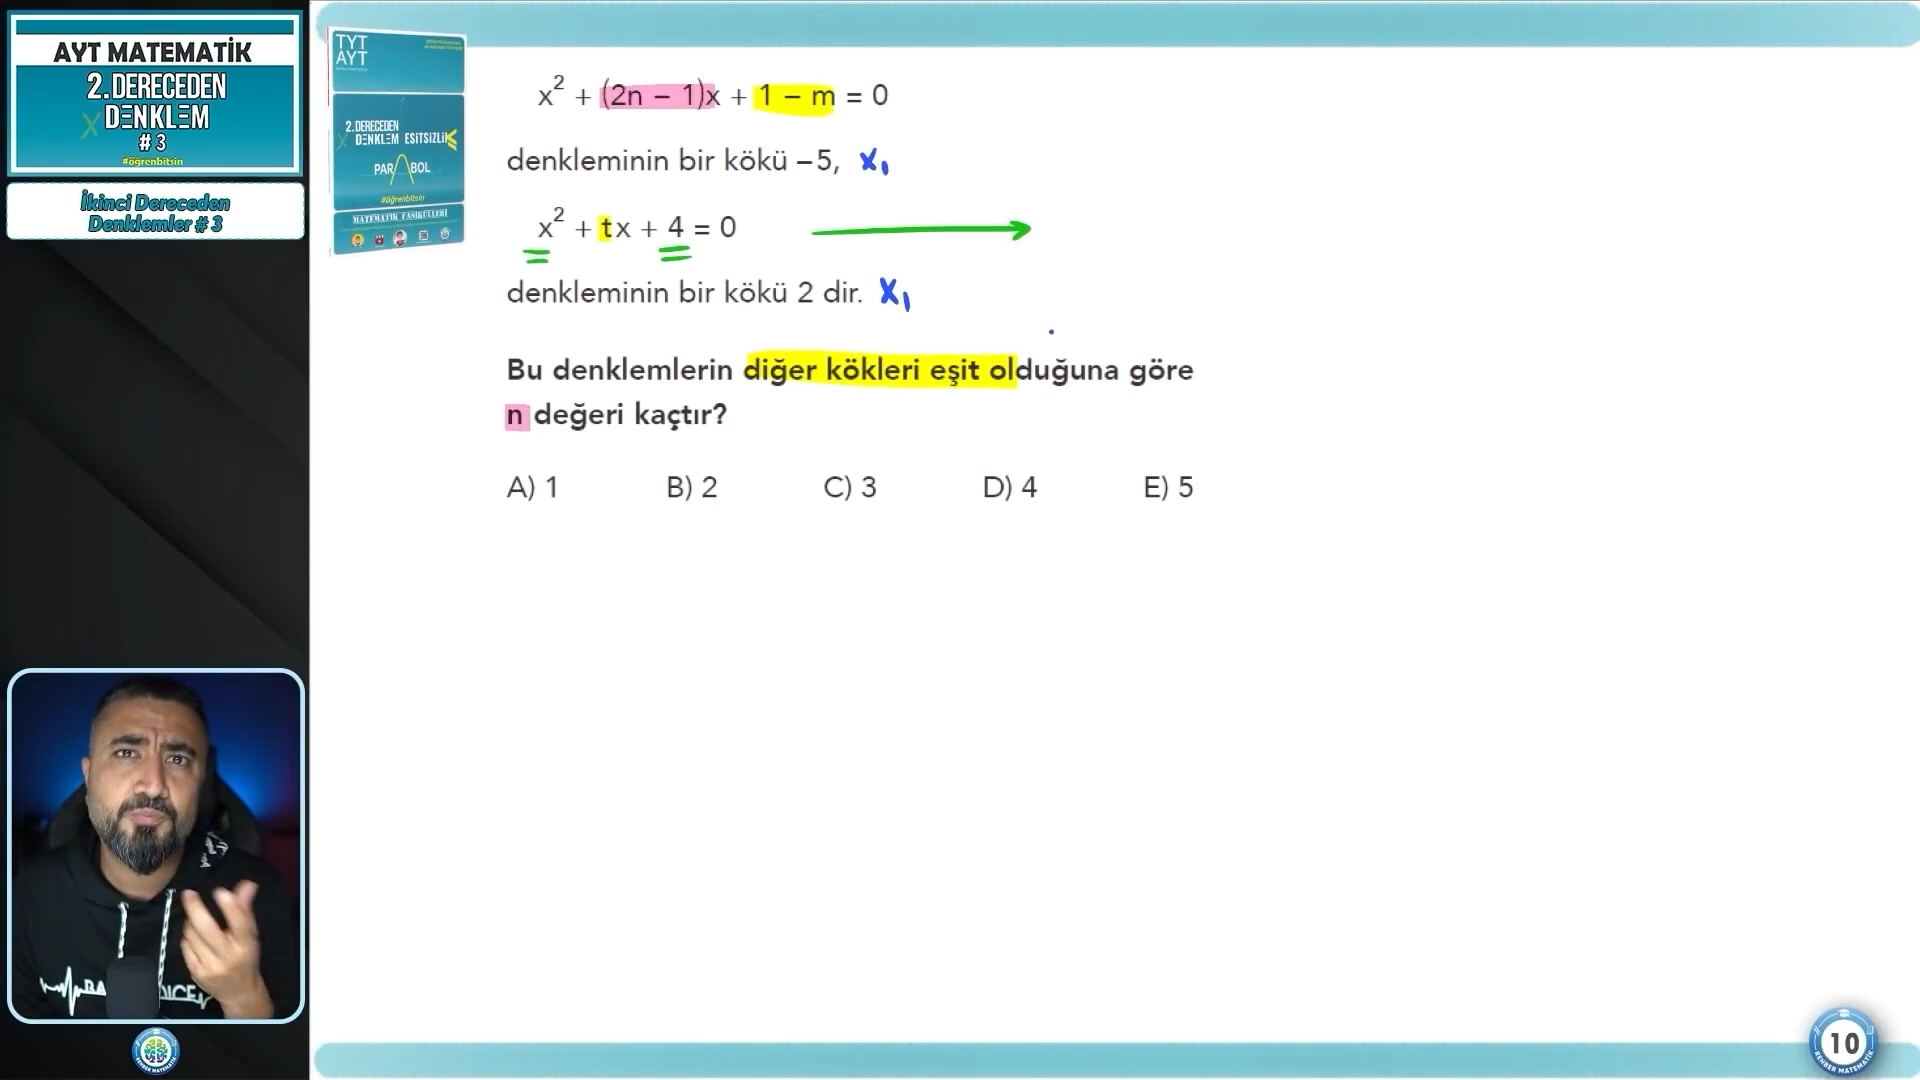 AYT MATEMATİK
2. DERECEDEN
DENKLEM
# 3
#öğrenbitsin
İkinci Dereceden
Denklemler # 3
TYT
AYT
2. DERECEDEN
DENKLEM EŞİTSİZLİK
PARABOL
#öğrenbitsin
MATEMATİK FASİKÜLLERİ
x² + (2n – 1)x + 1 – m = 0
denkleminin bir kökü –5, x₁
x² + tx + 4 = 0
denkleminin bir kökü 2 dir. x₁
Bu denklemlerin diğer kökleri eşit olduğuna göre
n değeri kaçtır?
A) 1 B) 2 C) 3 D) 4 E) 5
10
REHBER MATEMATİK